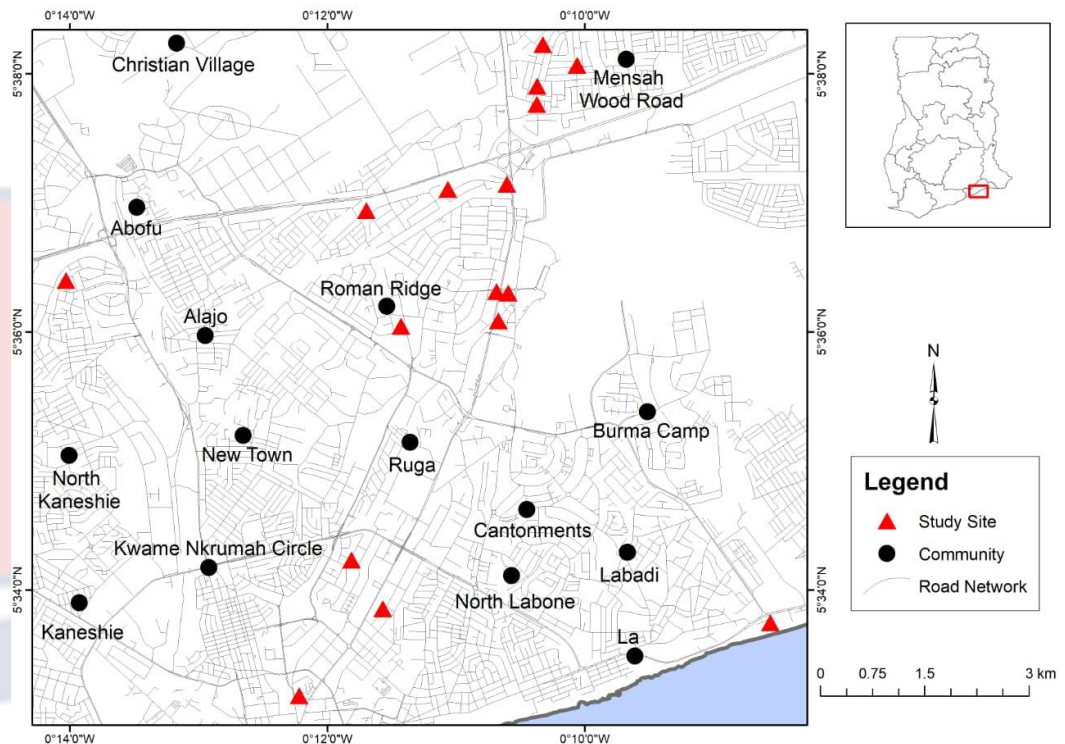 0°14'0"W
0°12'0"W
0°10'0"W
5°38'0"N
5°38'0"N
Christian Village
Mensah
Wood Road
Abofu
Roman Ridge
Alajo
5°36'0"N
5°36'0"N
N
Burma Camp
New Town
Ruga
North
Kaneshie
Cantonments
Kwame Nkrumah Circle
Labadi
North Labone
5°34'0"N
5°34'0"N
Kaneshie
La
Legend
Study Site
Community
Road Network
0 0.75 1.5 3 km
0°14'0"W
0°12'0"W
0°10'0"W